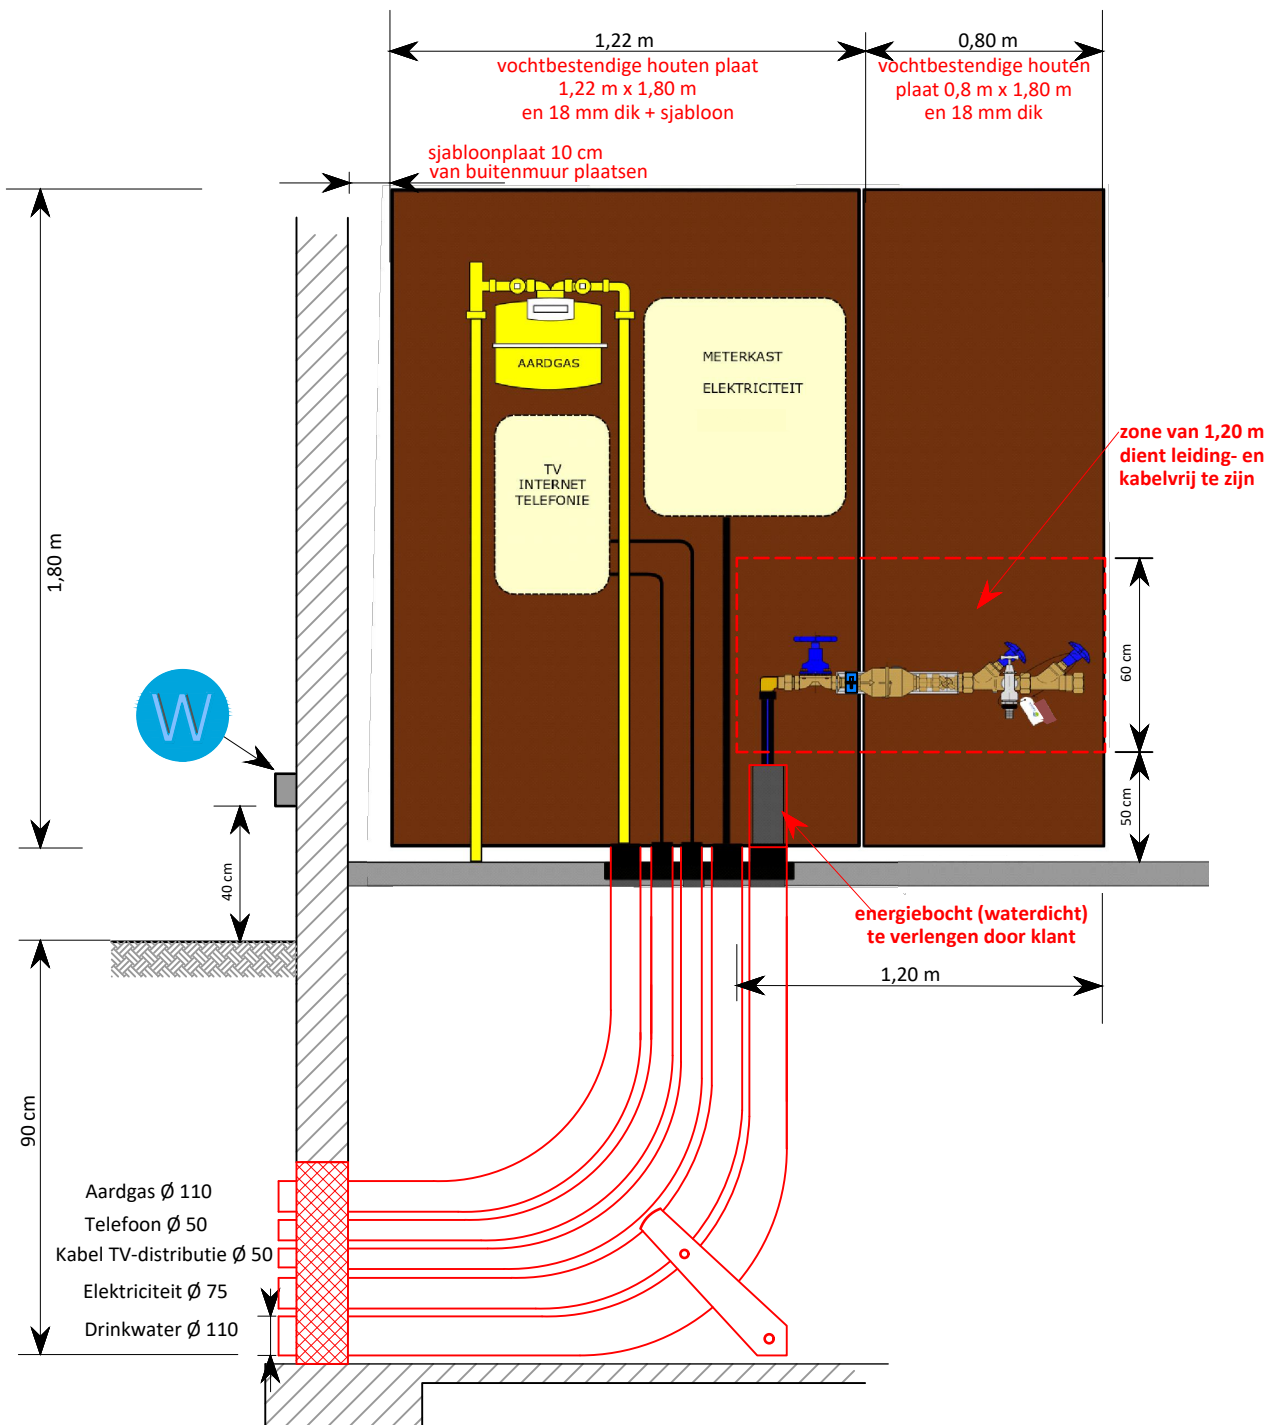 1,22 m
0,80 m
vochtbestendige houten plaat
1,22 m x 1,80 m
en 18 mm dik + sjabloon
vochtbestendige houten
plaat 0,8 m x 1,80 m
en 18 mm dik
sjabloonplaat 10 cm
van buitenmuur plaatsen
AARDGAS
METERKAST
ELEKTRICITEIT
zone van 1,20 m
dient leiding- en
kabelvrij te zijn
TV
INTERNET
TELEFONIE
1,80 m
60 cm
W
50 cm
40 cm
energiebocht (waterdicht)
te verlengen door klant
1,20 m
90 cm
Aardgas Ø 110
Telefoon Ø 50
Kabel TV-distributie Ø 50
Elektriciteit Ø 75
Drinkwater Ø 110